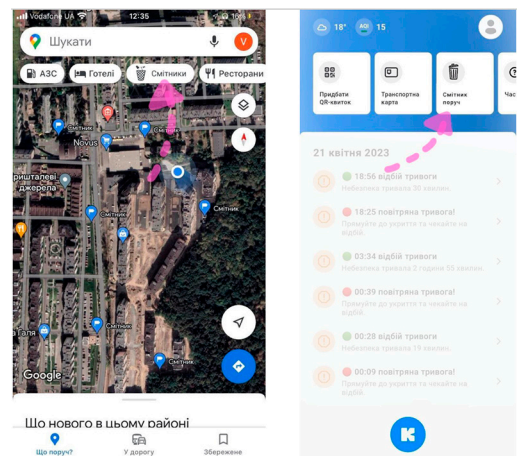 Vodafone UA 12:35
Шукати
V
АЗС Готелі Смітники Ресторани
Смітник
Novus
Смітник
ришталеві
джерела
Смітник
Смітник
а Галя
Смітник
Смітник
Google
Що нового в цьому районі
Що поруч? У дорогу Збережене
18° AQI 15
Придбати
QR-квиток
Транспортна
карта
Смітник
поруч
Час
21 квітня 2023
18:56 відбій тривоги
Небезпека тривала 30 хвилин.
18:25 повітряна тривога!
Прямуйте до укриття та чекайте на
відбій.
03:34 відбій тривоги
Небезпека тривала 2 години 55 хвилин.
00:39 повітряна тривога!
Прямуйте до укриття та чекайте на
відбій.
00:28 відбій тривоги
Небезпека тривала 19 хвилин.
00:09 повітряна тривога!
Прямуйте до укриття та чекайте на
відбій.